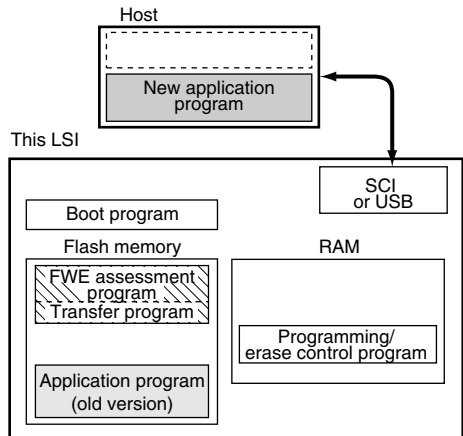 Host
New application
program
This LSI
SCI
or USB
Boot program
Flash memory
RAM
FWE assessment
program
Transfer program
Programming/
erase control program
Application program
(old version)